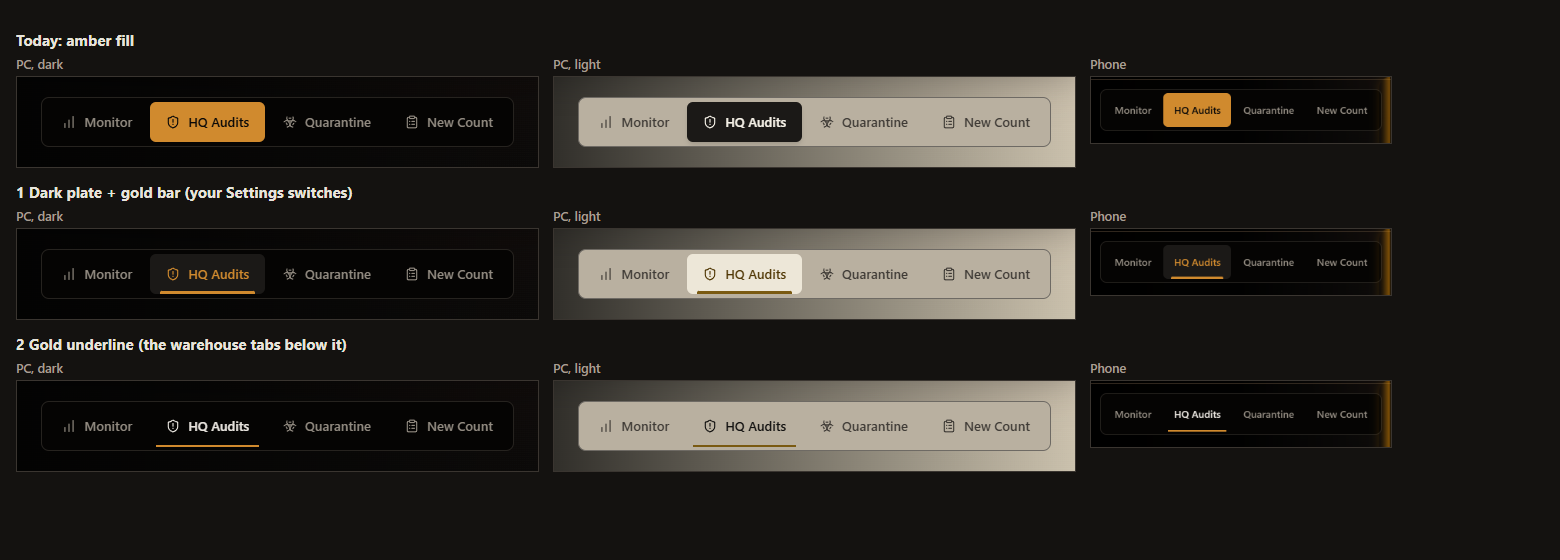 Today: amber fill
PC, dark
PC, light
Phone
Monitor HQ Audits Quarantine New Count
Monitor HQ Audits Quarantine New Count
Monitor HQ Audits Quarantine New Count
1 Dark plate + gold bar (your Settings switches)
PC, dark
PC, light
Phone
Monitor HQ Audits Quarantine New Count
Monitor HQ Audits Quarantine New Count
Monitor HQ Audits Quarantine New Count
2 Gold underline (the warehouse tabs below it)
PC, dark
PC, light
Phone
Monitor HQ Audits Quarantine New Count
Monitor HQ Audits Quarantine New Count
Monitor HQ Audits Quarantine New Count